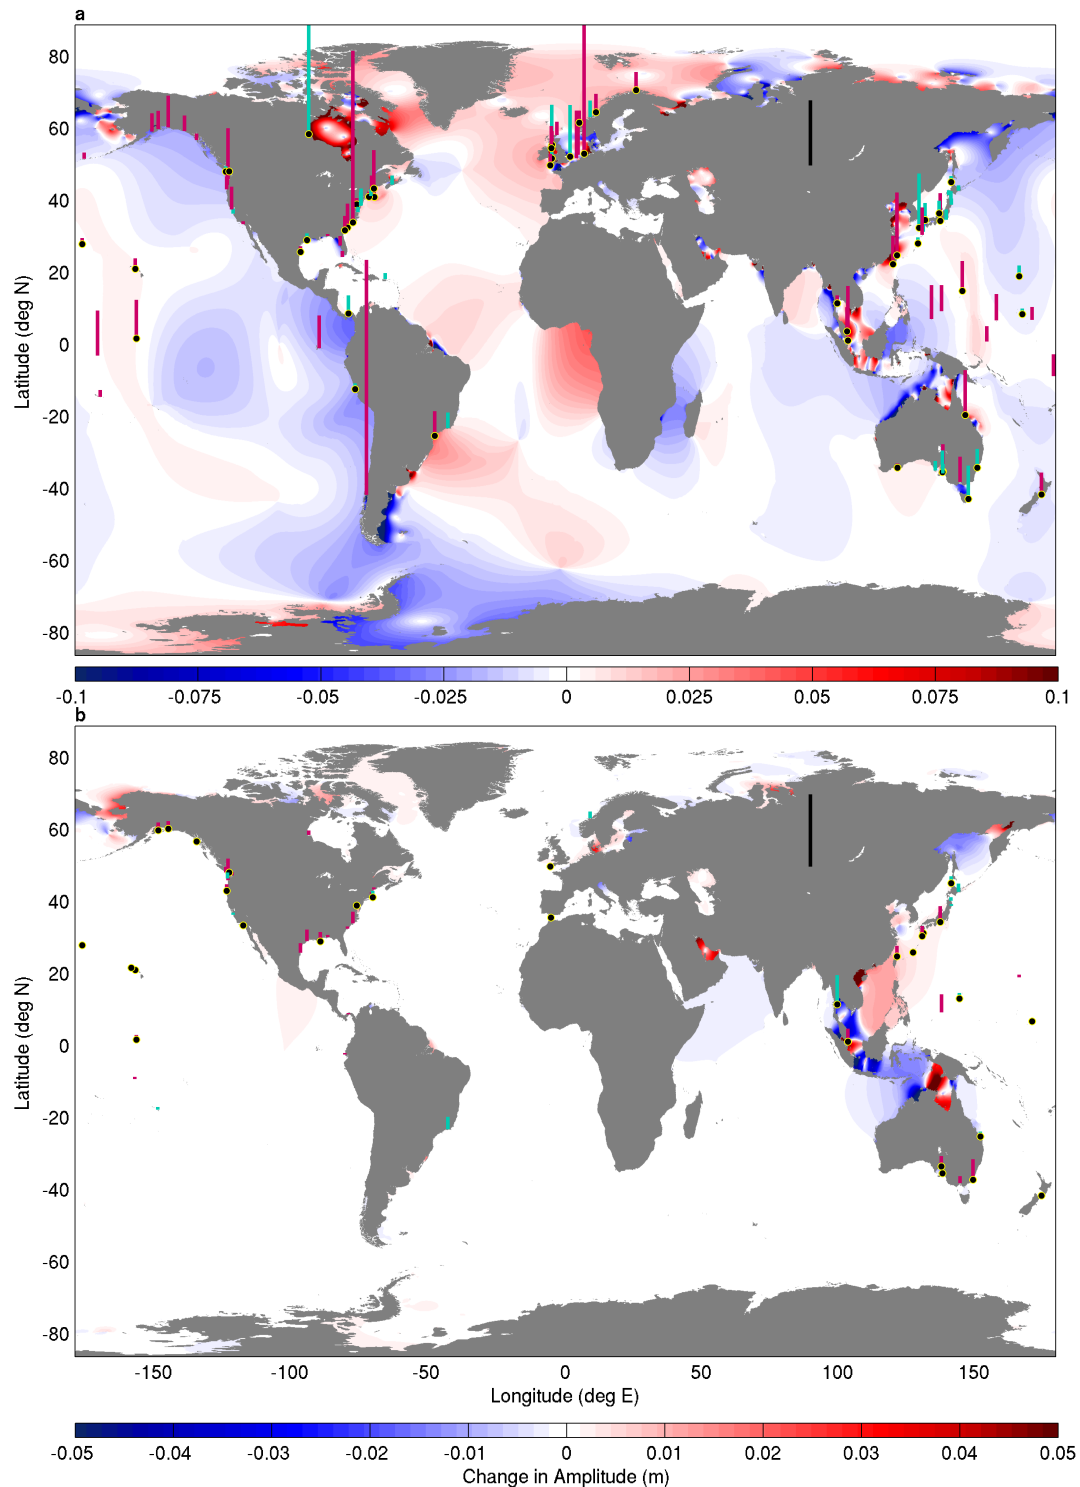 a
80
60
40
20
0
-20
-40
-60
-80
Latitude (deg N)
-0.1 -0.075 -0.05 -0.025 0 0.025 0.05 0.075 0.1
b
80
60
40
20
0
-20
-40
-60
-80
Latitude (deg N)
-150 -100 -50 0 50 100 150
Longitude (deg E)
-0.05 -0.04 -0.03 -0.02 -0.01 0 0.01 0.02 0.03 0.04 0.05
Change in Amplitude (m)